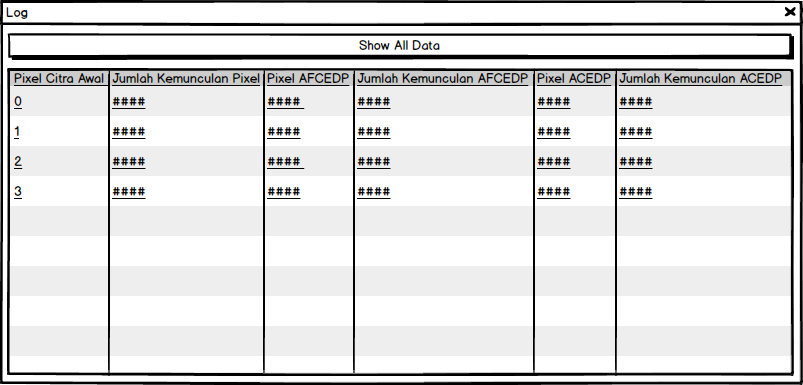 Log
Show All Data
Pixel Citra Awal Jumlah Kemunculan Pixel Pixel AFCEDP Jumlah Kemunculan AFCEDP Pixel ACEDP Jumlah Kemunculan ACEDP
0 #### #### #### #### ####
1 #### #### #### #### ####
2 #### #### #### #### ####
3 #### #### #### #### ####